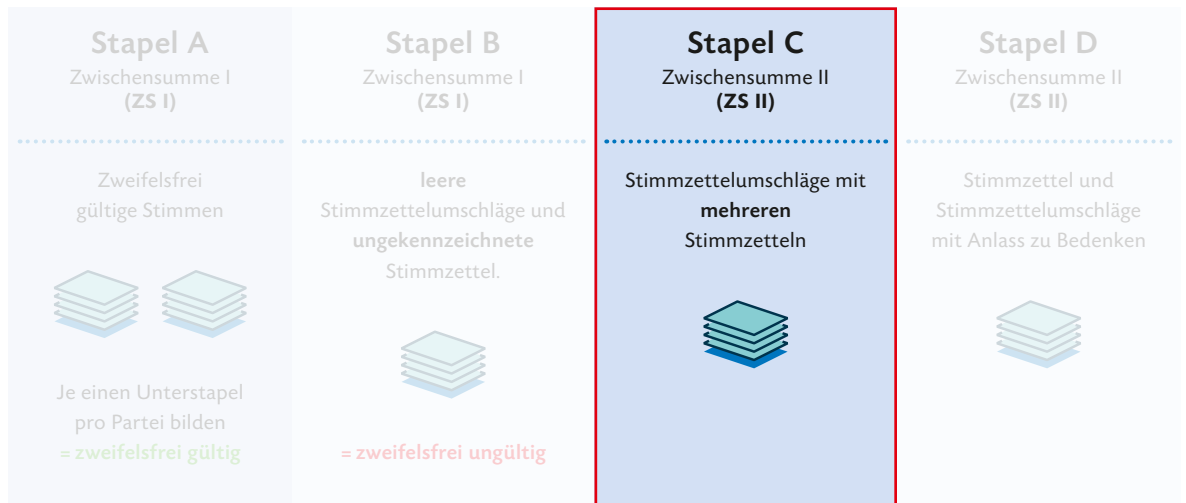 Stapel A
Zwischensumme I
(ZS I)
Zweifelsfrei
gültige Stimmen
Je einen Unterstapel
pro Partei bilden
= zweifelsfrei gültig
Stapel B
Zwischensumme I
(ZS I)
leere
Stimmzettelumschläge und
ungekennzeichnete
Stimmzettel.
= zweifelsfrei ungültig
Stapel C
Zwischensumme II
(ZS II)
Stimmzettelumschläge mit
mehreren
Stimmzetteln
Stapel D
Zwischensumme II
(ZS II)
Stimmzettel und
Stimmzettelumschläge
mit Anlass zu Bedenken